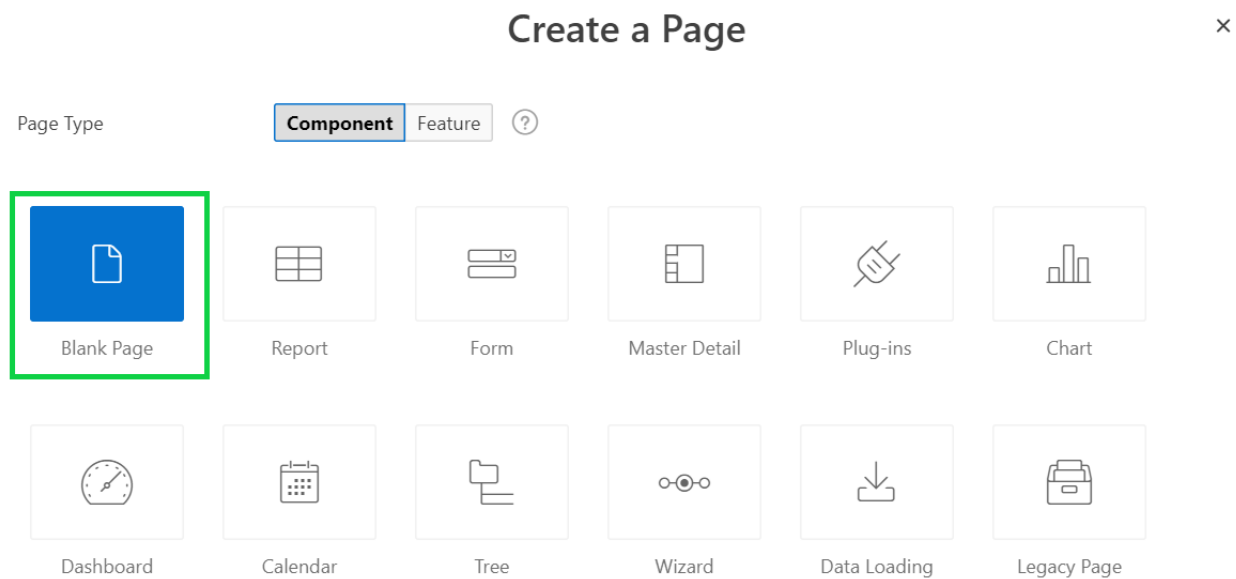 Create a Page
Page Type
Component Feature
Blank Page Report Form Master Detail Plug-ins Chart
Dashboard Calendar Tree Wizard Data Loading Legacy Page